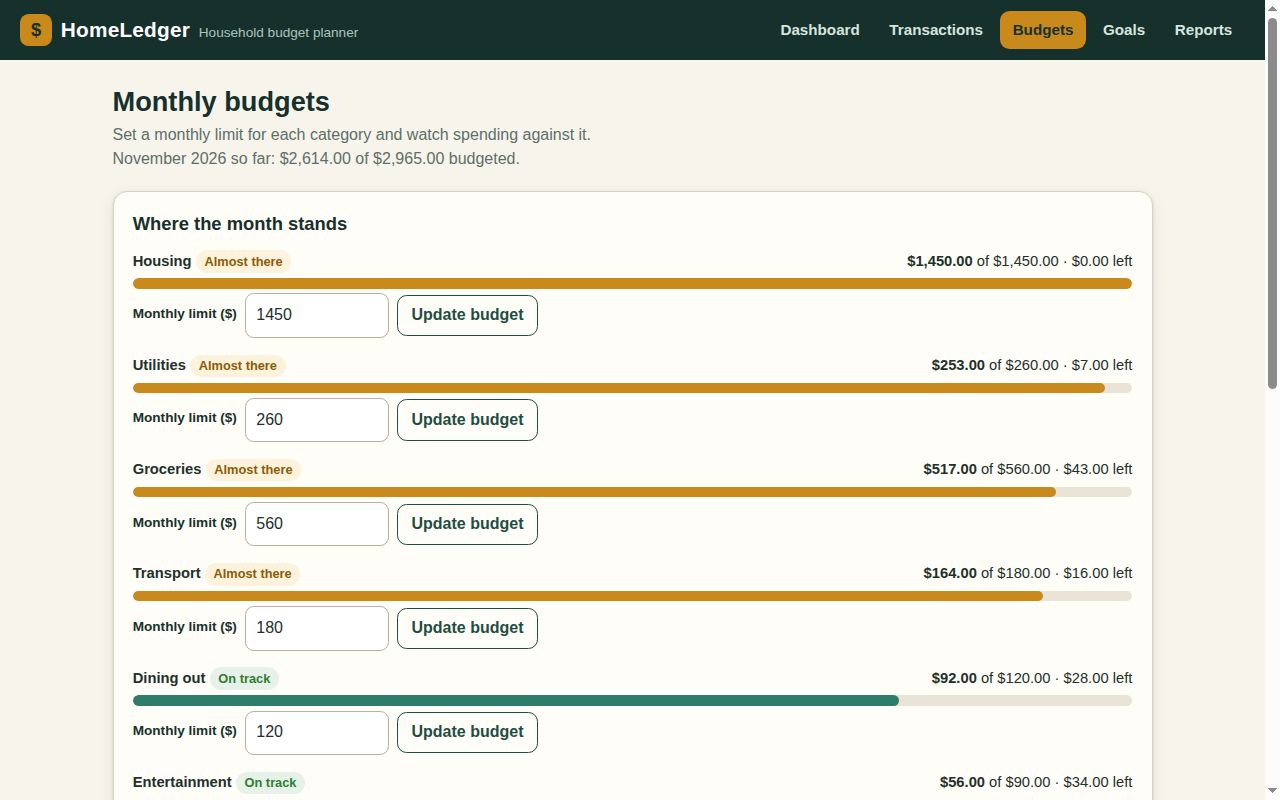 $ HomeLedger Household budget planner Dashboard Transactions Budgets Goals Reports
Monthly budgets
Set a monthly limit for each category and watch spending against it.
November 2026 so far: $2,614.00 of $2,965.00 budgeted.
Where the month stands
Housing Almost there $1,450.00 of $1,450.00 · $0.00 left
Monthly limit ($) 1450 Update budget
Utilities Almost there $253.00 of $260.00 · $7.00 left
Monthly limit ($) 260 Update budget
Groceries Almost there $517.00 of $560.00 · $43.00 left
Monthly limit ($) 560 Update budget
Transport Almost there $164.00 of $180.00 · $16.00 left
Monthly limit ($) 180 Update budget
Dining out On track $92.00 of $120.00 · $28.00 left
Monthly limit ($) 120 Update budget
Entertainment On track $56.00 of $90.00 · $34.00 left